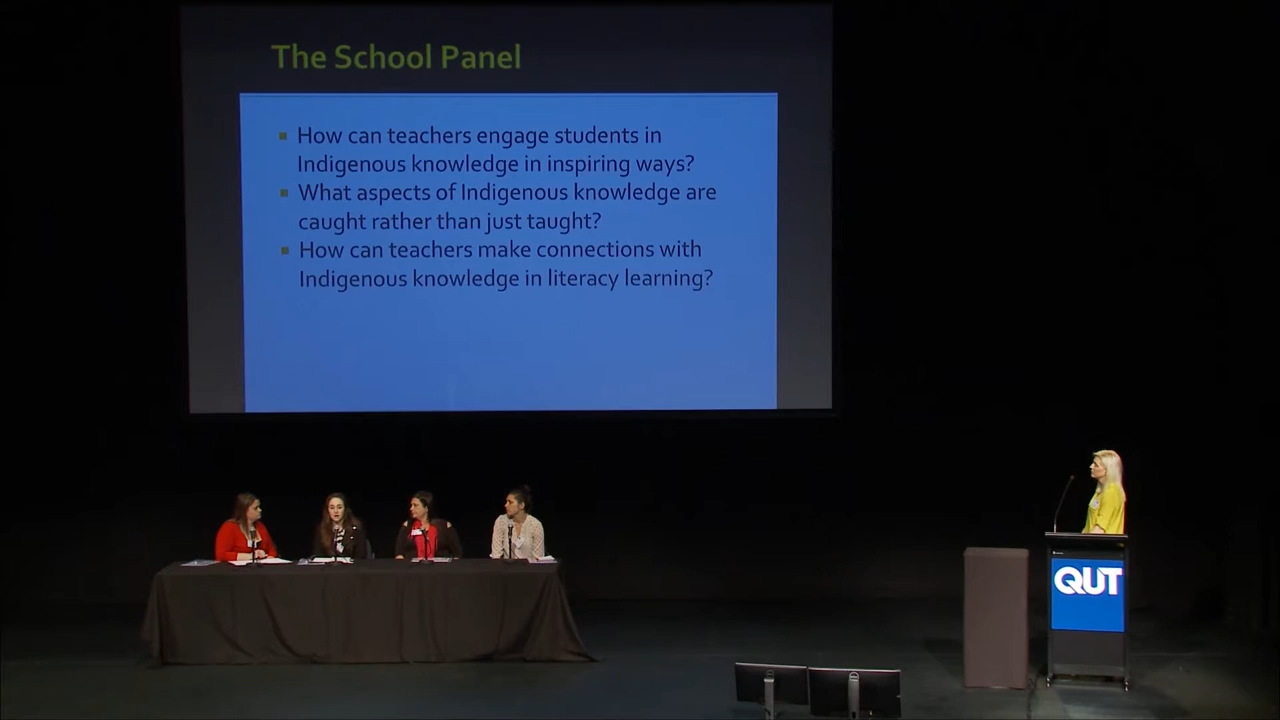 The School Panel
▪ How can teachers engage students in
Indigenous knowledge in inspiring ways?
▪ What aspects of Indigenous knowledge are
caught rather than just taught?
▪ How can teachers make connections with
Indigenous knowledge in literacy learning?
QUT